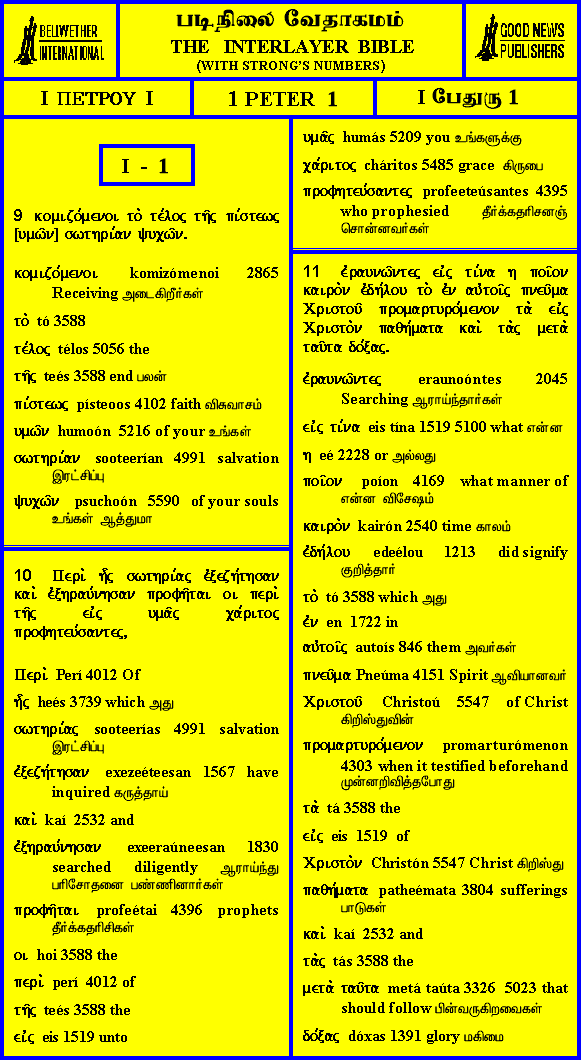 BELLWETHER
INTERNATIONAL
படிநிலை வேதாகமம்
THE INTERLAYER BIBLE
(WITH STRONG'S NUMBERS)
GOOD NEWS
PUBLISHERS
I ΠΕΤΡΟΥ I
1 PETER 1
I பேதுரு 1
I - 1
9 κομιζόμενοι τὸ τέλος τῆς πίστεως
[υμῶν] σωτηρίαν ψυχῶν.
κομιζόμενοι komizómenoi 2865
Receiving அடைகிறீர்கள்
τὸ tó 3588
τέλος télos 5056 the
τῆς teés 3588 end பலன்
πίστεως písteoos 4102 faith விசுவாசம்
υμῶν humoón 5216 of your உங்கள்
σωτηρίαν sooteerían 4991 salvation
இரட்சிப்பு
ψυχῶν psuchoón 5590 of your souls
உங்கள் ஆத்துமா
10 Περὶ ἧς σωτηρίας ἐξεζήτησαν
καὶ ἐξηραύνησαν προφῆται οι περὶ
τῆς εἰς υμᾶς χάριτος
προφητεύσαντες,
Περὶ Perí 4012 Of
ἧς heés 3739 which அது
σωτηρίας sooteerías 4991 salvation
இரட்சிப்பு
ἐξεζήτησαν exezeéteesan 1567 have
inquired கருத்தாய்
καὶ kaí 2532 and
ἐξηραύνησαν exeeraúneesan 1830
searched diligently ஆராய்ந்து
பரிசோதனை பண்ணினார்கள்
προφῆται profeétai 4396 prophets
தீர்க்கதரிசிகள்
οι hoi 3588 the
περὶ perí 4012 of
τῆς teés 3588 the
εἰς eis 1519 unto
υμᾶς humás 5209 you உங்களுக்கு
χάριτος cháritos 5485 grace கிருபை
προφητεύσαντες profeeteúsantes 4395
who prophesied தீர்க்கதரிசனஞ்
சொன்னவர்கள்
11 ἐραυνῶντες εἰς τίνα η ποῖον
καιρὸν ἐδήλου τὸ ἐν αὐτοῖς πνεῦμα
Χριστοῦ προμαρτυρόμενον τὰ εἰς
Χριστὸν παθήματα καὶ τὰς μετὰ
ταῦτα δόξας.
ἐραυνῶντες eraunoóntes 2045
Searching ஆராய்ந்தார்கள்
εἰς τίνα eis tína 1519 5100 what என்ன
η eé 2228 or அல்லது
ποῖον poíon 4169 what manner of
என்ன விசேஷம்
καιρὸν kairón 2540 time காலம்
ἐδήλου edeélou 1213 did signify
குறித்தார்
τὸ tó 3588 which அது
ἐν en 1722 in
αὐτοῖς autoís 846 them அவர்கள்
πνεῦμα Pneúma 4151 Spirit ஆவியானவர்
Χριστοῦ Christoú 5547 of Christ
கிறிஸ்துவின்
προμαρτυρόμενον promarturómenon
4303 when it testified beforehand
முன்னறிவித்தபோது
τὰ tá 3588 the
εἰς eis 1519 of
Χριστὸν Christón 5547 Christ கிறிஸ்து
παθήματα patheémata 3804 sufferings
பாடுகள்
καὶ kaí 2532 and
τὰς tás 3588 the
μετὰ ταῦτα metá taúta 3326 5023 that
should follow பின்வருகிறவைகள்
δόξας dóxas 1391 glory மகிமை